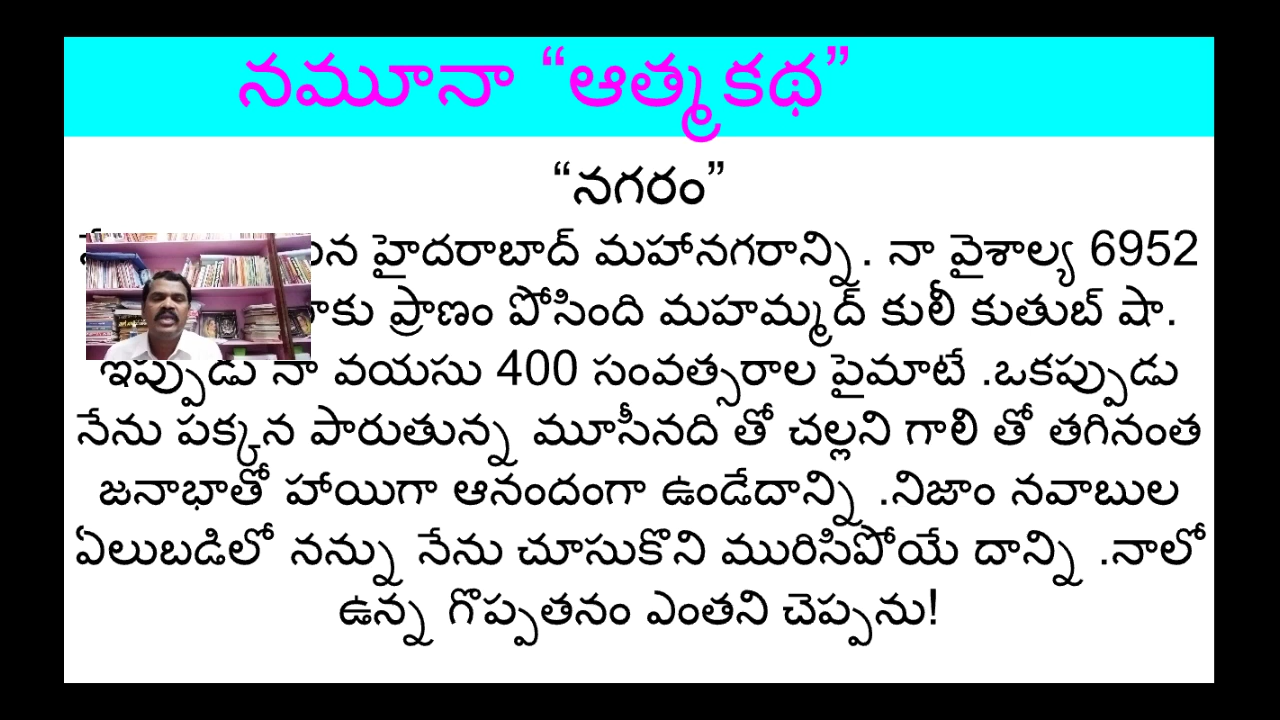 నమూనా “ఆత్మకథ”
“నగరం”
హైదరాబాద్ మహానగరాన్ని. నా వైశాల్య 6952
ప్రాణం పోసింది మహమ్మద్ కులీ కుతుబ్ షా.
ఇప్పుడు నా వయసు 400 సంవత్సరాల పైమాటే .ఒకప్పుడు
నేను పక్కన పారుతున్న మూసీనది తో చల్లని గాలి తో తగినంత
జనాభాతో హాయిగా ఆనందంగా ఉండేదాన్ని .నిజాం నవాబుల
ఏలుబడిలో నన్ను నేను చూసుకొని మురిసిపోయే దాన్ని .నాలో
ఉన్న గొప్పతనం ఎంతని చెప్పను!